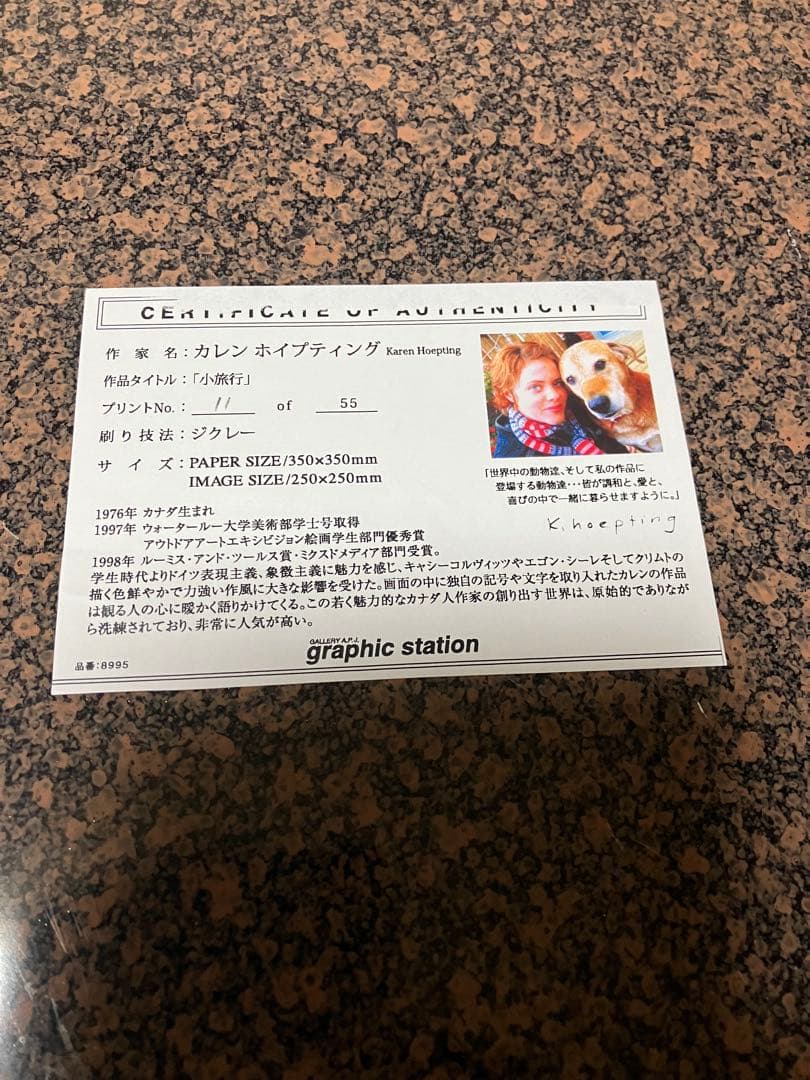 CERTIFICATE OF AUTHENTICITY
作 家 名：カレン ホイプティング Karen Hoepting
作品タイトル：「小旅行」
プリントNo.： 11 of 55
刷り技法：ジクレー
サ イ ズ：PAPER SIZE/350×350mm
IMAGE SIZE/250×250mm
「世界中の動物達、そして私の作品に
登場する動物達・・・皆が調和と、愛と、
喜びの中で一緒に暮らせますように。」
K. hoepting
1976年 カナダ生まれ
1997年 ウォータールー大学美術部学士号取得
アウトドアアートエキシビジョン絵画学生部門優秀賞
1998年 ルーミス・アンド・ツールス賞・ミクスドメディア部門受賞。
学生時代よりドイツ表現主義、象徴主義に魅力を感じ、キャシーコルヴィッツやエゴン・シーレそしてクリムトの
描く色鮮やかで力強い作風に大きな影響を受けた。画面の中に独自の記号や文字を取り入れたカレンの作品
は観る人の心に暖かく語りかけてくる。この若く魅力的なカナダ人作家の創り出す世界は、原始的でありなが
ら洗練されており、非常に人気が高い。
GALLERY A.P.J.
graphic station
品番：8995